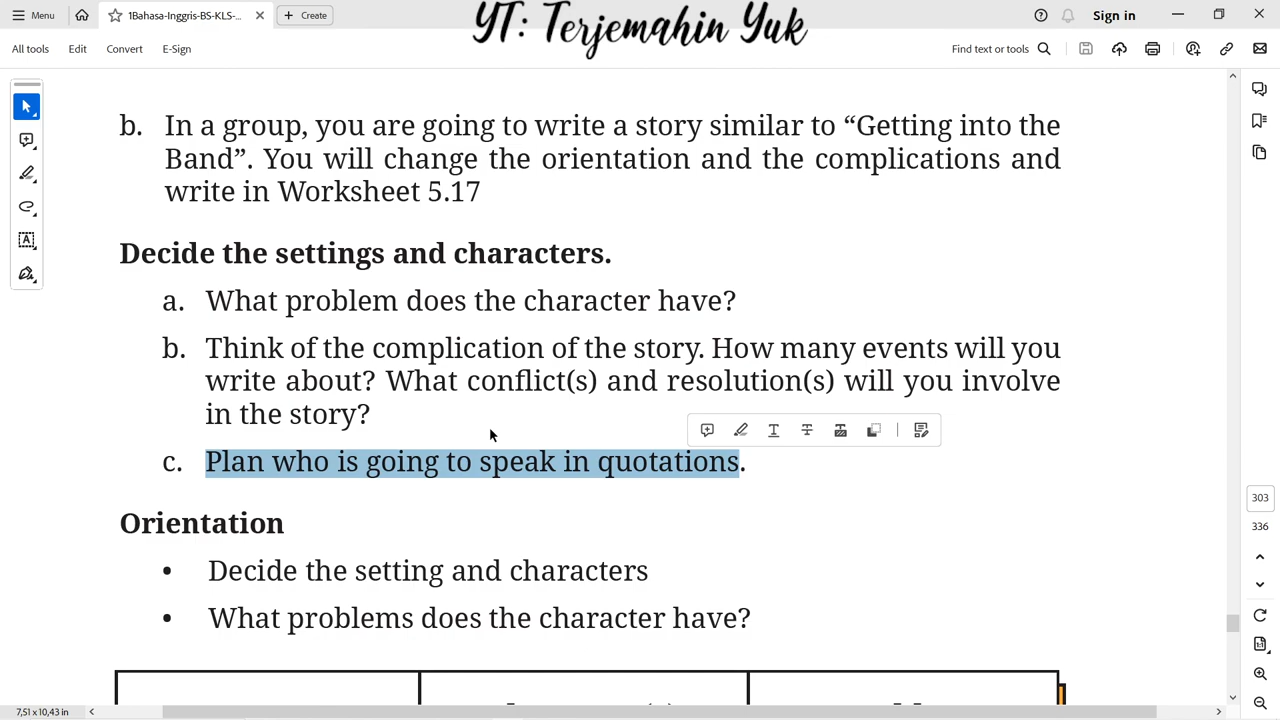 Menu
1Bahasa-Inggris-BS-KLS-...
Create
YT: Terjemahin Yuk
Sign in
All tools
Edit
Convert
E-Sign
Find text or tools
b. In a group, you are going to write a story similar to “Getting into the
Band”. You will change the orientation and the complications and
write in Worksheet 5.17
Decide the settings and characters.
a. What problem does the character have?
b. Think of the complication of the story. How many events will you
write about? What conflict(s) and resolution(s) will you involve
in the story?
c. Plan who is going to speak in quotations.
Orientation
• Decide the setting and characters
• What problems does the character have?
303
336
7,51 x 10,43 in